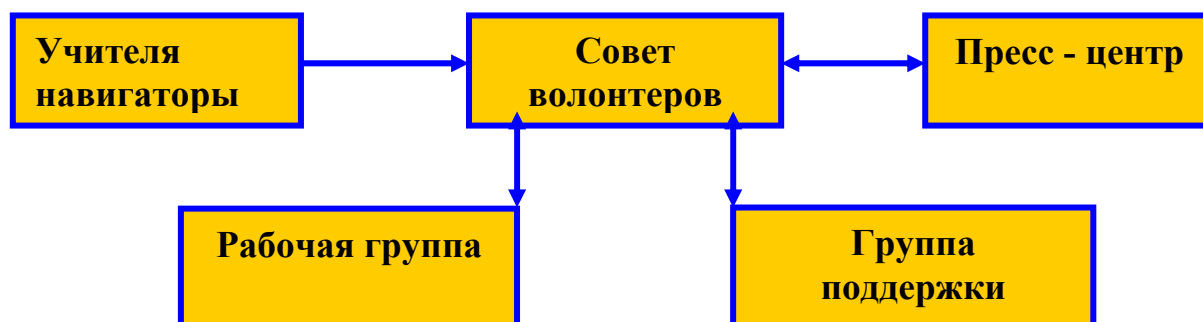 Учителя
навигаторы
Совет
волонтеров
Пресс - центр
Рабочая группа
Группа
поддержки